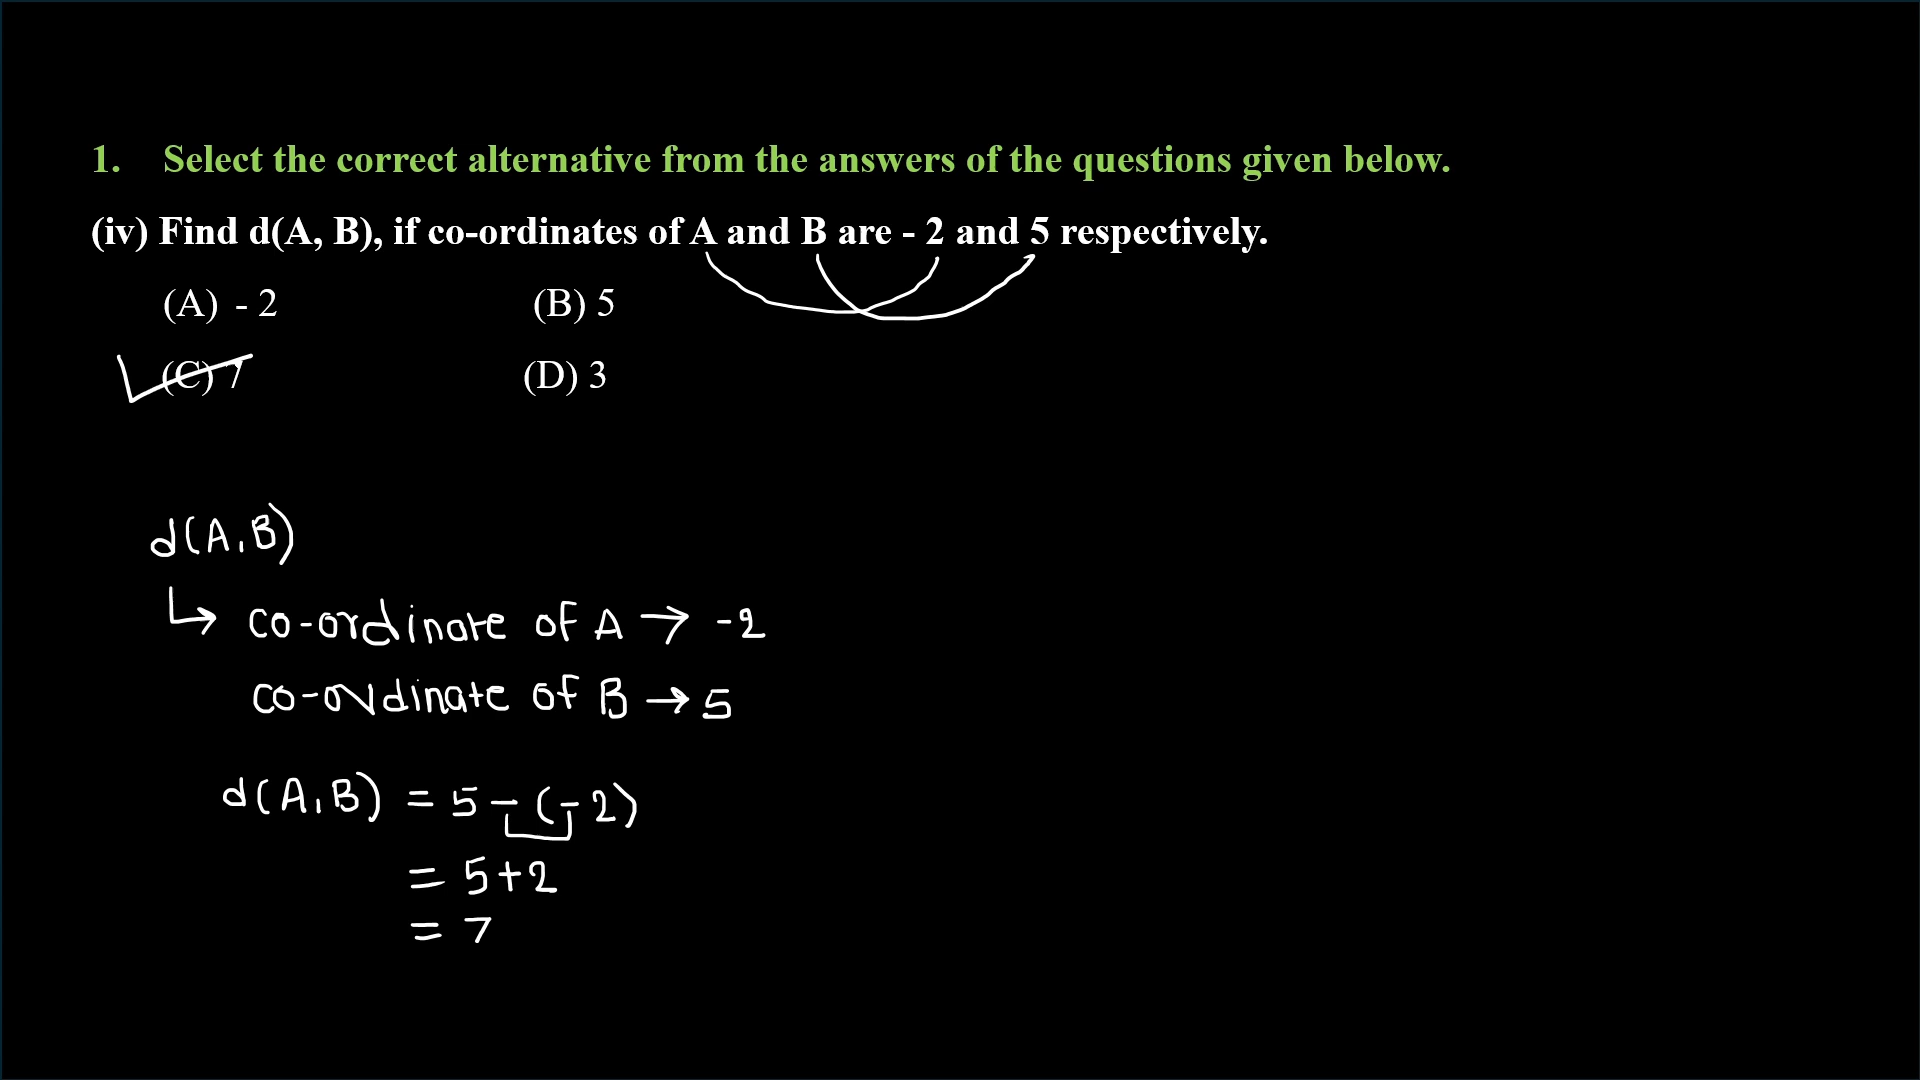 1. Select the correct alternative from the answers of the questions given below.
(iv) Find d(A, B), if co-ordinates of A and B are - 2 and 5 respectively.
(A) - 2 (B) 5
(C) 7 (D) 3
d(A,B)
↳ co-ordinate of A → -2
co-ordinate of B → 5
d(A,B) = 5 - (-2)
= 5+2
= 7